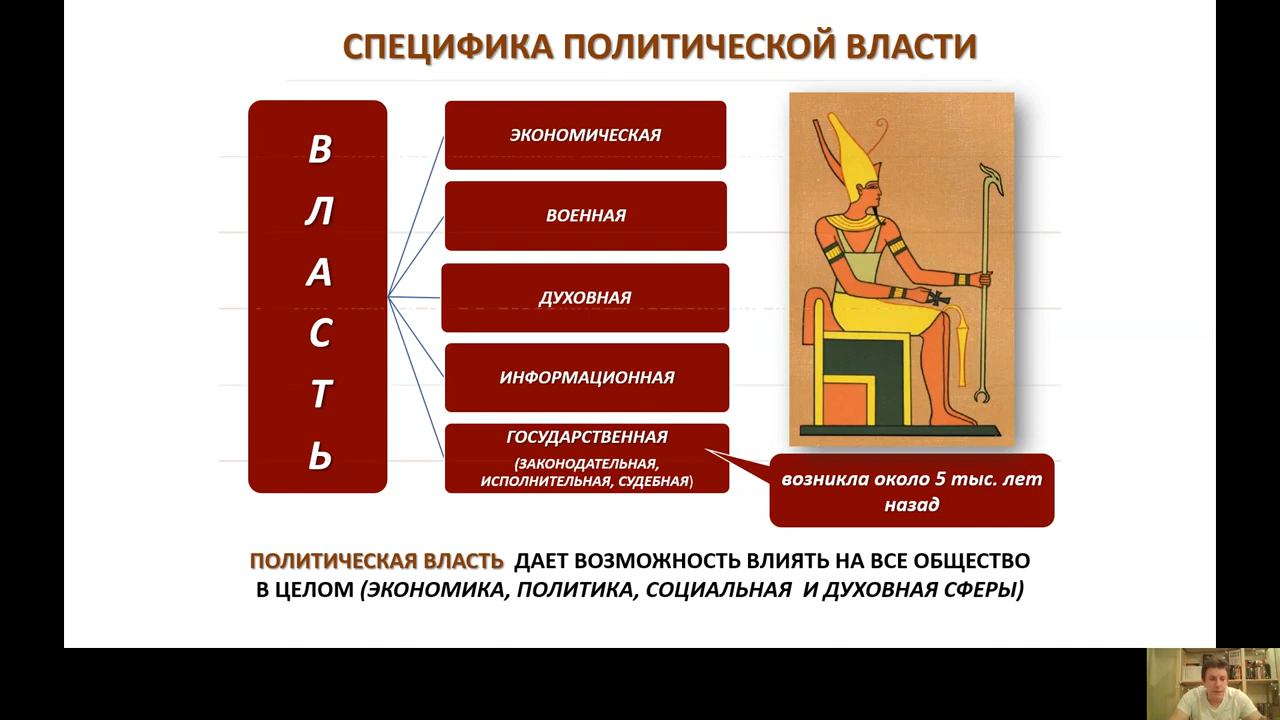 СПЕЦИФИКА ПОЛИТИЧЕСКОЙ ВЛАСТИ
В
Л
А
С
Т
Ь
ЭКОНОМИЧЕСКАЯ
ВОЕННАЯ
ДУХОВНАЯ
ИНФОРМАЦИОННАЯ
ГОСУДАРСТВЕННАЯ
(ЗАКОНОДАТЕЛЬНАЯ,
ИСПОЛНИТЕЛЬНАЯ, СУДЕБНАЯ)
возникла около 5 тыс. лет
назад
ПОЛИТИЧЕСКАЯ ВЛАСТЬ ДАЕТ ВОЗМОЖНОСТЬ ВЛИЯТЬ НА ВСЕ ОБЩЕСТВО
В ЦЕЛОМ (ЭКОНОМИКА, ПОЛИТИКА, СОЦИАЛЬНАЯ И ДУХОВНАЯ СФЕРЫ)